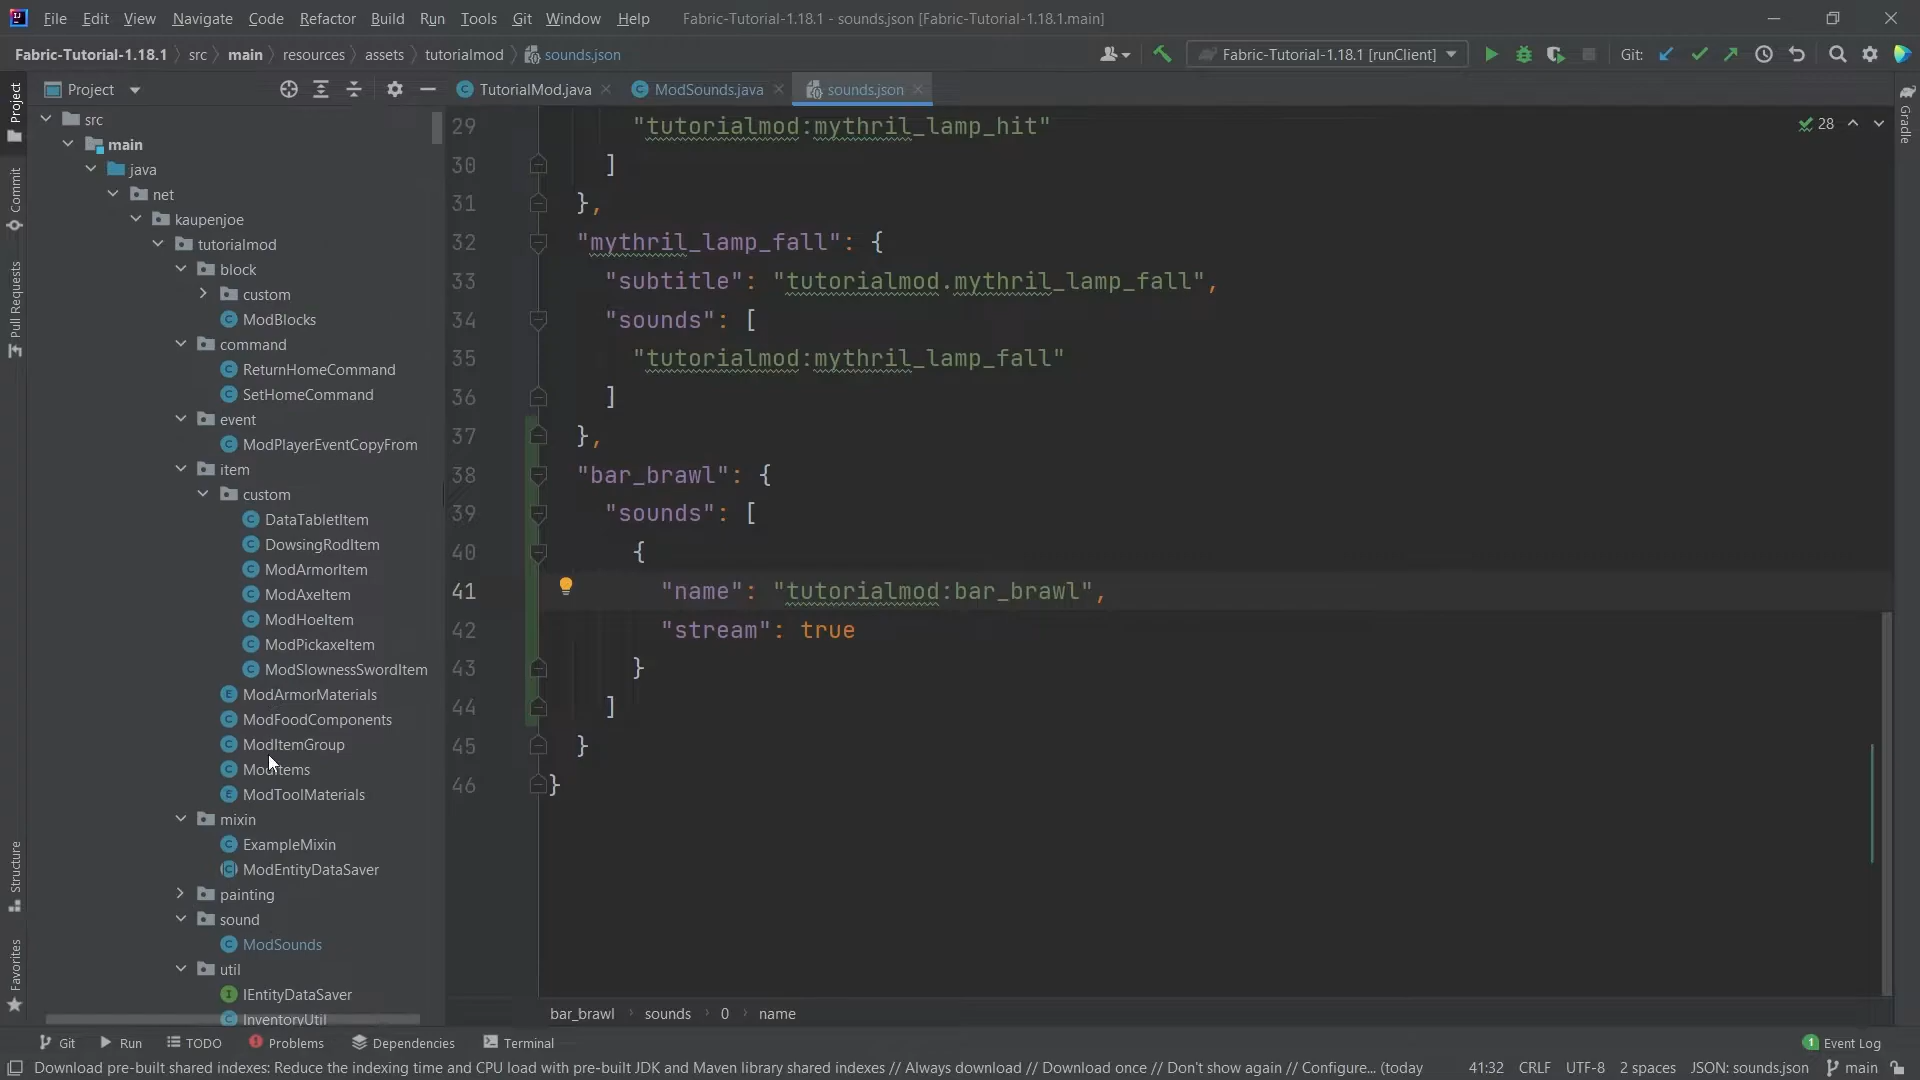 File Edit View Navigate Code Refactor Build Run Tools Git Window Help Fabric-Tutorial-1.18.1 - sounds.json [Fabric-Tutorial-1.18.1.main]
Fabric-Tutorial-1.18.1 src main resources assets tutorialmod sounds.json Fabric-Tutorial-1.18.1 [runClient] Git:
Project TutorialMod.java ModSounds.java sounds.json
Project
Commit
Pull Requests
Structure
Favorites
Gradle
src
main
java
net
kaupenjoe
tutorialmod
block
custom
ModBlocks
command
ReturnHomeCommand
SetHomeCommand
event
ModPlayerEventCopyFrom
item
custom
DataTabletItem
DowsingRodItem
ModArmorItem
ModAxeItem
ModHoeItem
ModPickaxeItem
ModSlownessSwordItem
ModArmorMaterials
ModFoodComponents
ModItemGroup
ModItems
ModToolMaterials
mixin
ExampleMixin
ModEntityDataSaver
painting
sound
ModSounds
util
IEntityDataSaver
InventoryUtil
28
29 "tutorialmod:mythril_lamp_hit"
30 ]
31 },
32 "mythril_lamp_fall": {
33 "subtitle": "tutorialmod.mythril_lamp_fall",
34 "sounds": [
35 "tutorialmod:mythril_lamp_fall"
36 ]
37 },
38 "bar_brawl": {
39 "sounds": [
40 {
41 "name": "tutorialmod:bar_brawl",
42 "stream": true
43 }
44 ]
45 }
46 }
bar_brawl sounds 0 name
Git Run TODO Problems Dependencies Terminal 1 Event Log
Download pre-built shared indexes: Reduce the indexing time and CPU load with pre-built JDK and Maven library shared indexes // Always download // Download once // Don't show again // Configure... (today 41:32 CRLF UTF-8 2 spaces JSON: sounds.json main